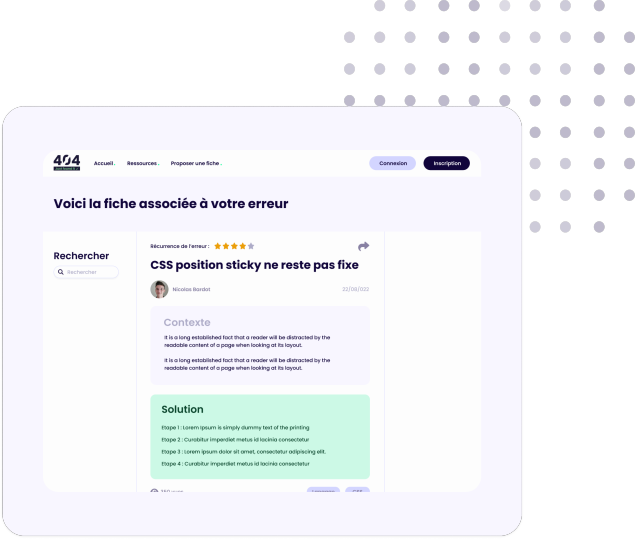 404
Accueil.
Ressources.
Proposer une fiche.
Connexion
Inscription
Voici la fiche associée à votre erreur
Rechercher
Rechercher
Récurrence de l'erreur :
CSS position sticky ne reste pas fixe
Nicolas Bardot
22/08/022
Contexte
It is a long established fact that a reader will be distracted by the
readable content of a page when looking at its layout.
It is a long established fact that a reader will be distracted by the
readable content of a page when looking at its layout.
Solution
Etape 1 : Lorem Ipsum is simply dummy text of the printing
Etape 2 : Curabitur imperdiet metus id lacinia consectetur
Etape 3 : Lorem ipsum dolor sit amet, consectetur adipiscing elit.
Etape 4 : Curabitur imperdiet metus id lacinia consectetur
CSS